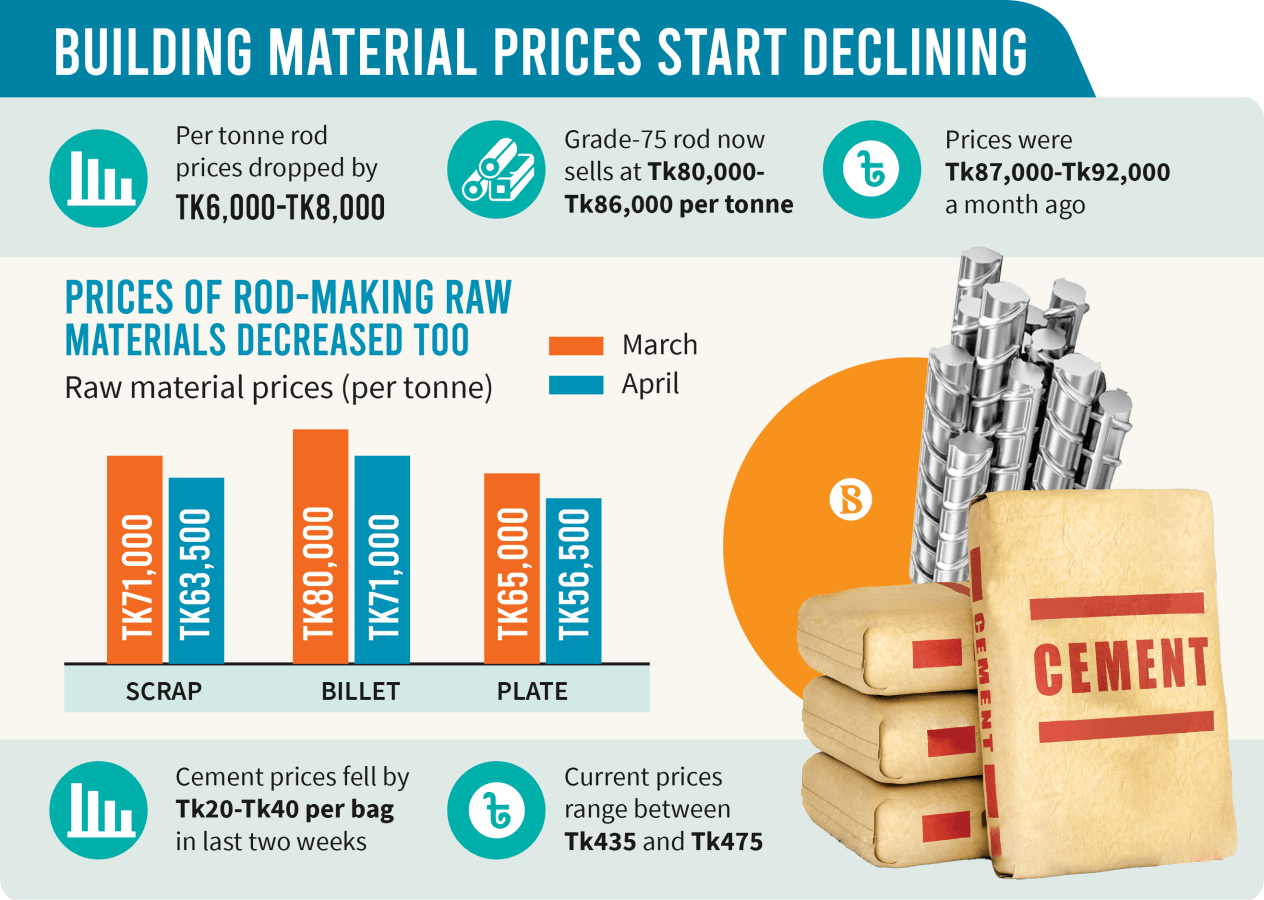 BUILDING MATERIAL PRICES START DECLINING
Per tonne rod
prices dropped by
TK6,000-TK8,000
Grade-75 rod now
sells at Tk80,000-
Tk86,000 per tonne
৳
Prices were
Tk87,000-Tk92,000
a month ago
PRICES OF ROD-MAKING RAW
MATERIALS DECREASED TOO
Raw material prices (per tonne)
March
April
TK71,000
TK63,500
TK80,000
TK71,000
TK65,000
TK56,500
SCRAP
BILLET
PLATE
B
CEMENT
CEMENT
Cement prices fell by
Tk20-Tk40 per bag
in last two weeks
৳
Current prices
range between
Tk435 and Tk475